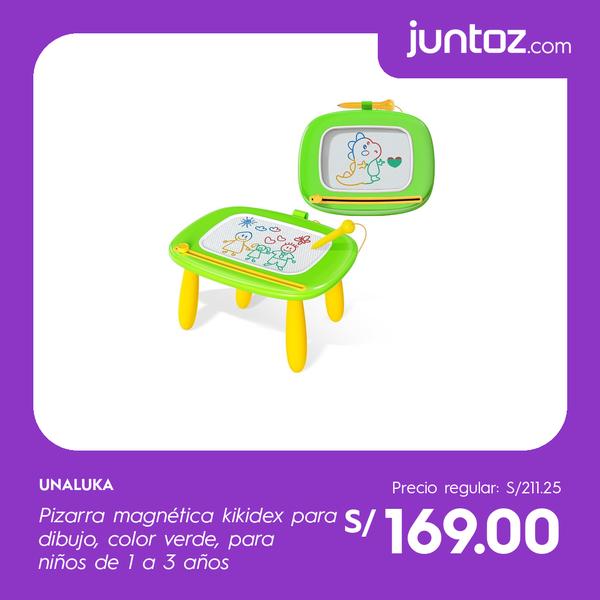 juntoz.com
UNALUKA
Pizarra magnética kikidex para
dibujo, color verde, para
niños de 1 a 3 años
Precio regular: S/211.25
S/ 169.00